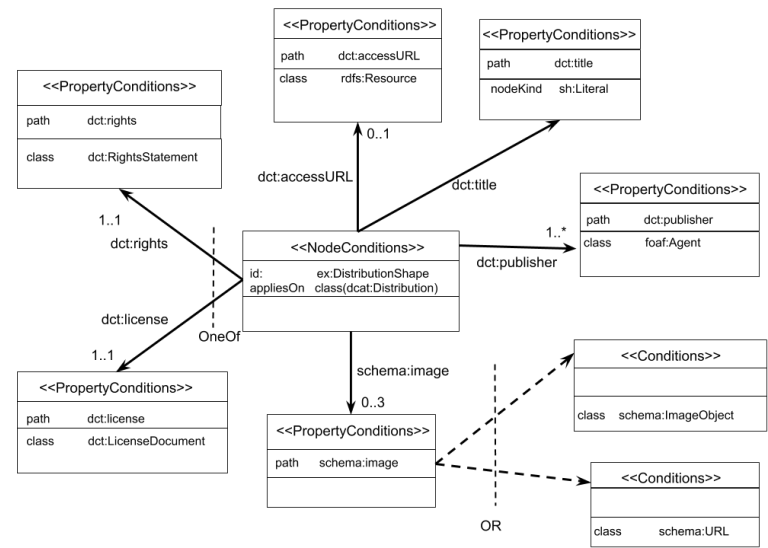 <<PropertyConditions>>
path dct:accessURL
class rdfs:Resource
<<PropertyConditions>>
path dct:title
nodeKind sh:Literal
<<PropertyConditions>>
path dct:rights
class dct:RightsStatement
0..1
dct:accessURL
dct:title
<<PropertyConditions>>
path dct:publisher
class foaf:Agent
1..1
dct:rights
1..*
dct:publisher
<<NodeConditions>>
id: ex:DistributionShape
appliesOn class(dcat:Distribution)
dct:license
OneOf
1..1
schema:image
0..3
<<PropertyConditions>>
path dct:license
class dct:LicenseDocument
<<PropertyConditions>>
path schema:image
<<Conditions>>
class schema:ImageObject
<<Conditions>>
class schema:URL
OR